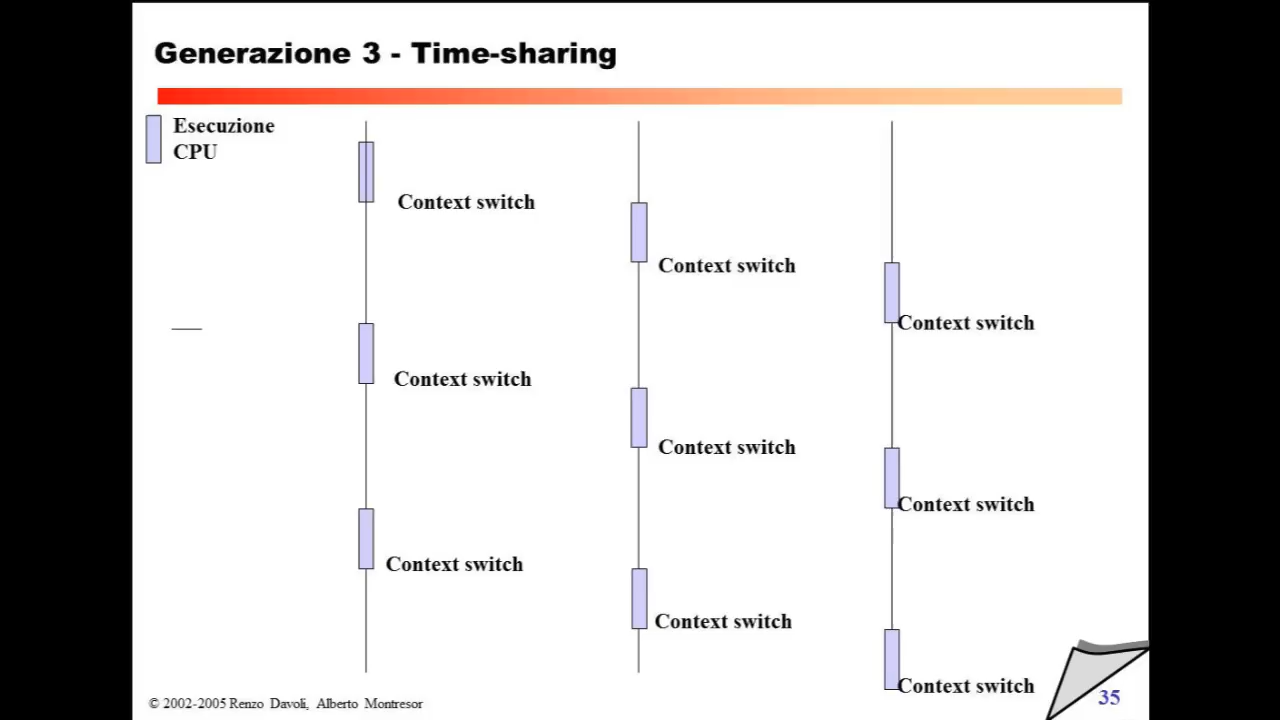 Generazione 3 - Time-sharing
Esecuzione
CPU
Context switch
Context switch
Context switch
Context switch
Context switch
Context switch
Context switch
Context switch
Context switch
© 2002-2005 Renzo Davoli, Alberto Montresor
35